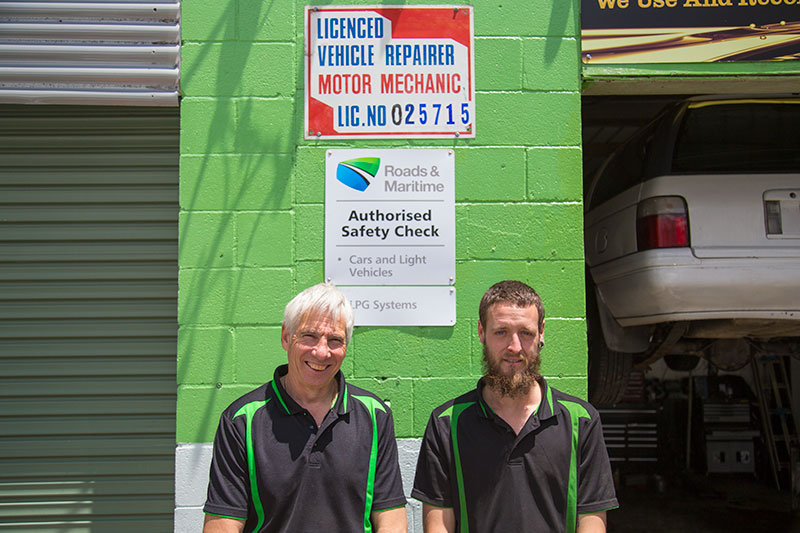 LICENCED
VEHICLE REPAIRER
MOTOR MECHANIC
LIC.NO 025715
We Use And
Roads &
Maritime
Authorised
Safety Check
• Cars and Light
Vehicles
LPG Systems